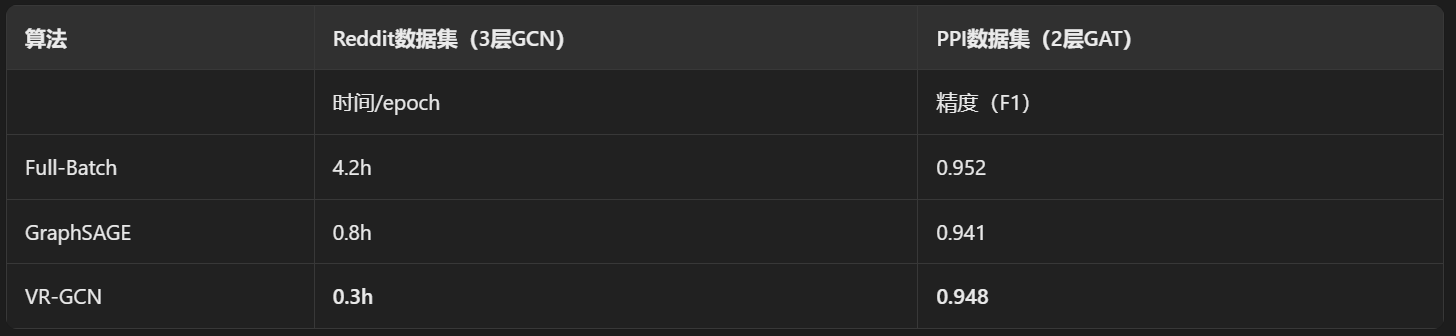 算法 Reddit数据集（3层GCN） PPI数据集（2层GAT）
时间/epoch 精度（F1）
Full-Batch 4.2h 0.952
GraphSAGE 0.8h 0.941
VR-GCN 0.3h 0.948